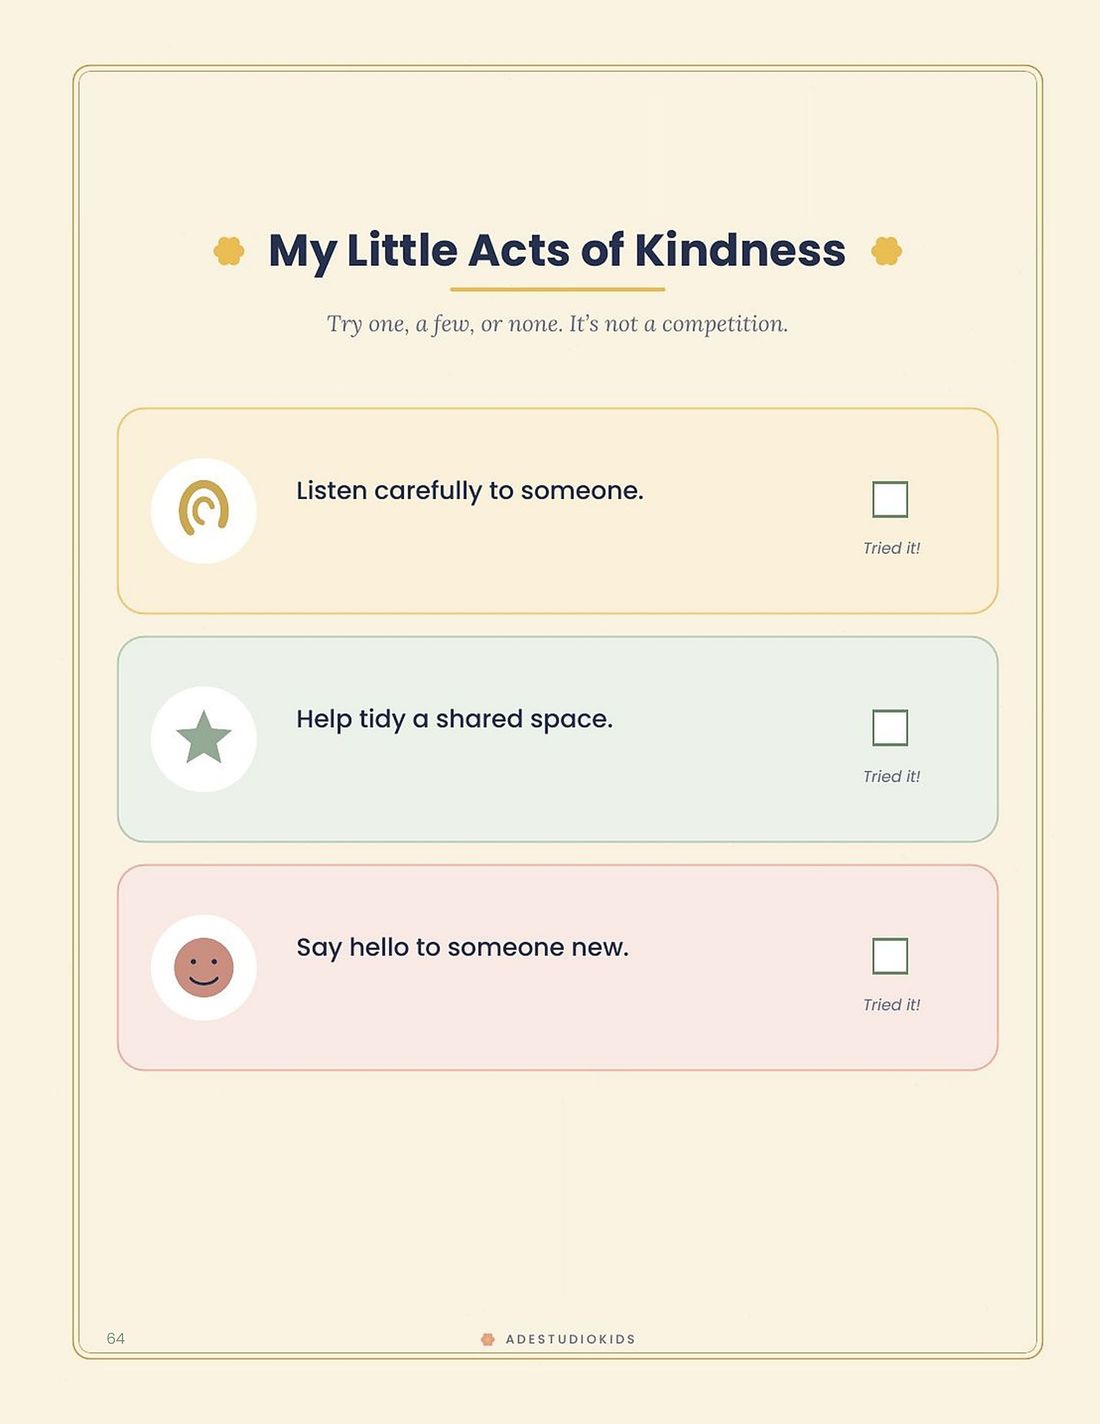 My Little Acts of Kindness
Try one, a few, or none. It’s not a competition.
Listen carefully to someone.
Tried it!
Help tidy a shared space.
Tried it!
Say hello to someone new.
Tried it!
64
ADESTUDIOKIDS